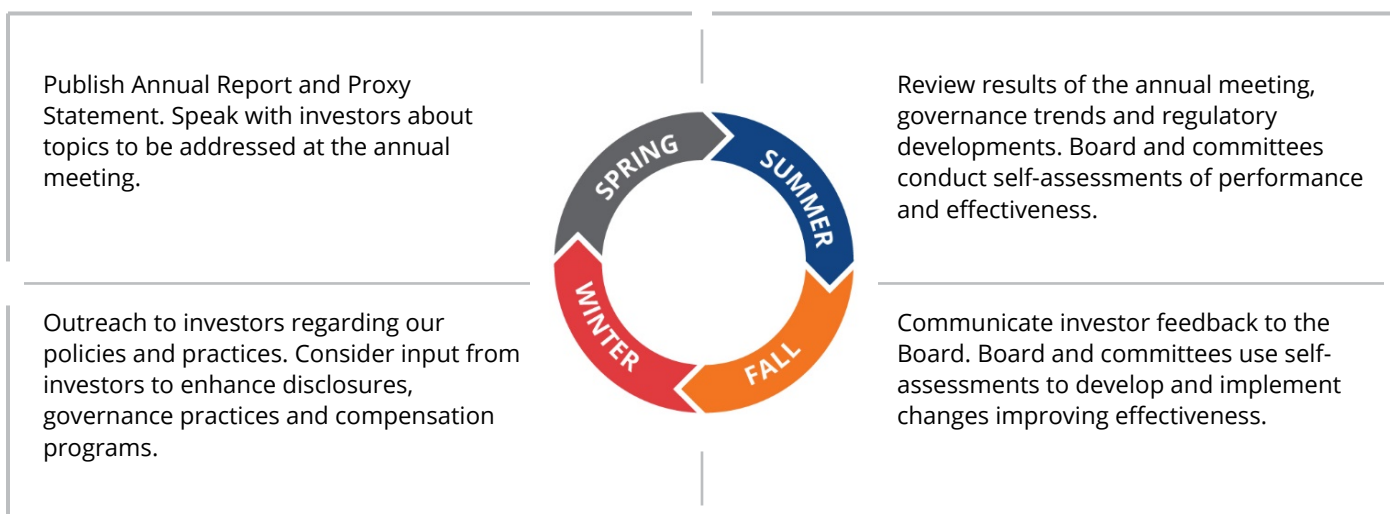 Publish Annual Report and Proxy
Statement. Speak with investors about
topics to be addressed at the annual
meeting.
SPRING
SUMMER
Review results of the annual meeting,
governance trends and regulatory
developments. Board and committees
conduct self-assessments of performance
and effectiveness.
Outreach to investors regarding our
policies and practices. Consider input from
investors to enhance disclosures,
governance practices and compensation
programs.
WINTER
FALL
Communicate investor feedback to the
Board. Board and committees use self-
assessments to develop and implement
changes improving effectiveness.